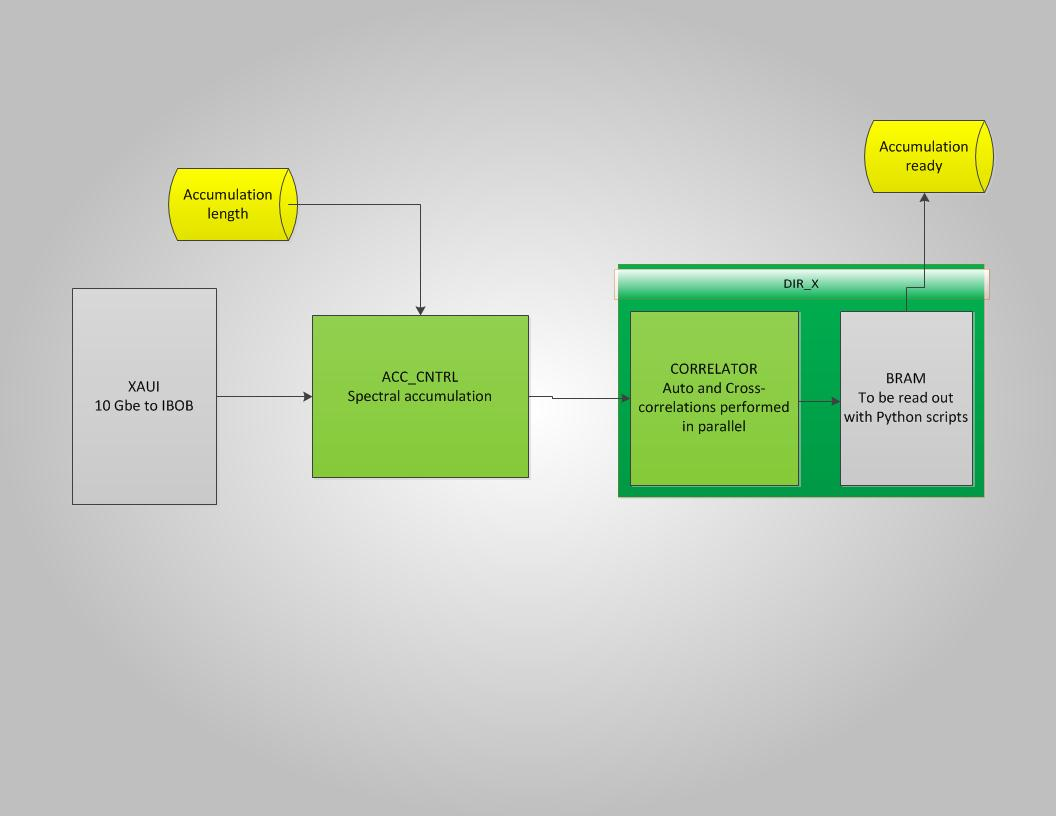 Accumulation
ready
Accumulation
length
DIR_X
XAUI
10 Gbe to IBOB
ACC_CNTRL
Spectral accumulation
CORRELATOR
Auto and Cross-
correlations performed
in parallel
BRAM
To be read out
with Python scripts